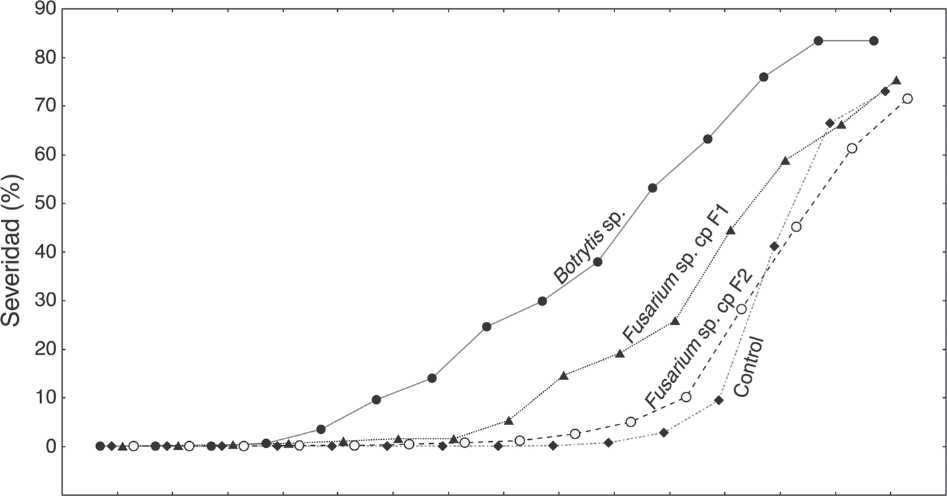 90
80
70
60
50
40
30
20
10
0
Severidad (%)
Botrytis sp.
Fusarium sp. cp F1
Fusarium sp. cp F2
Control